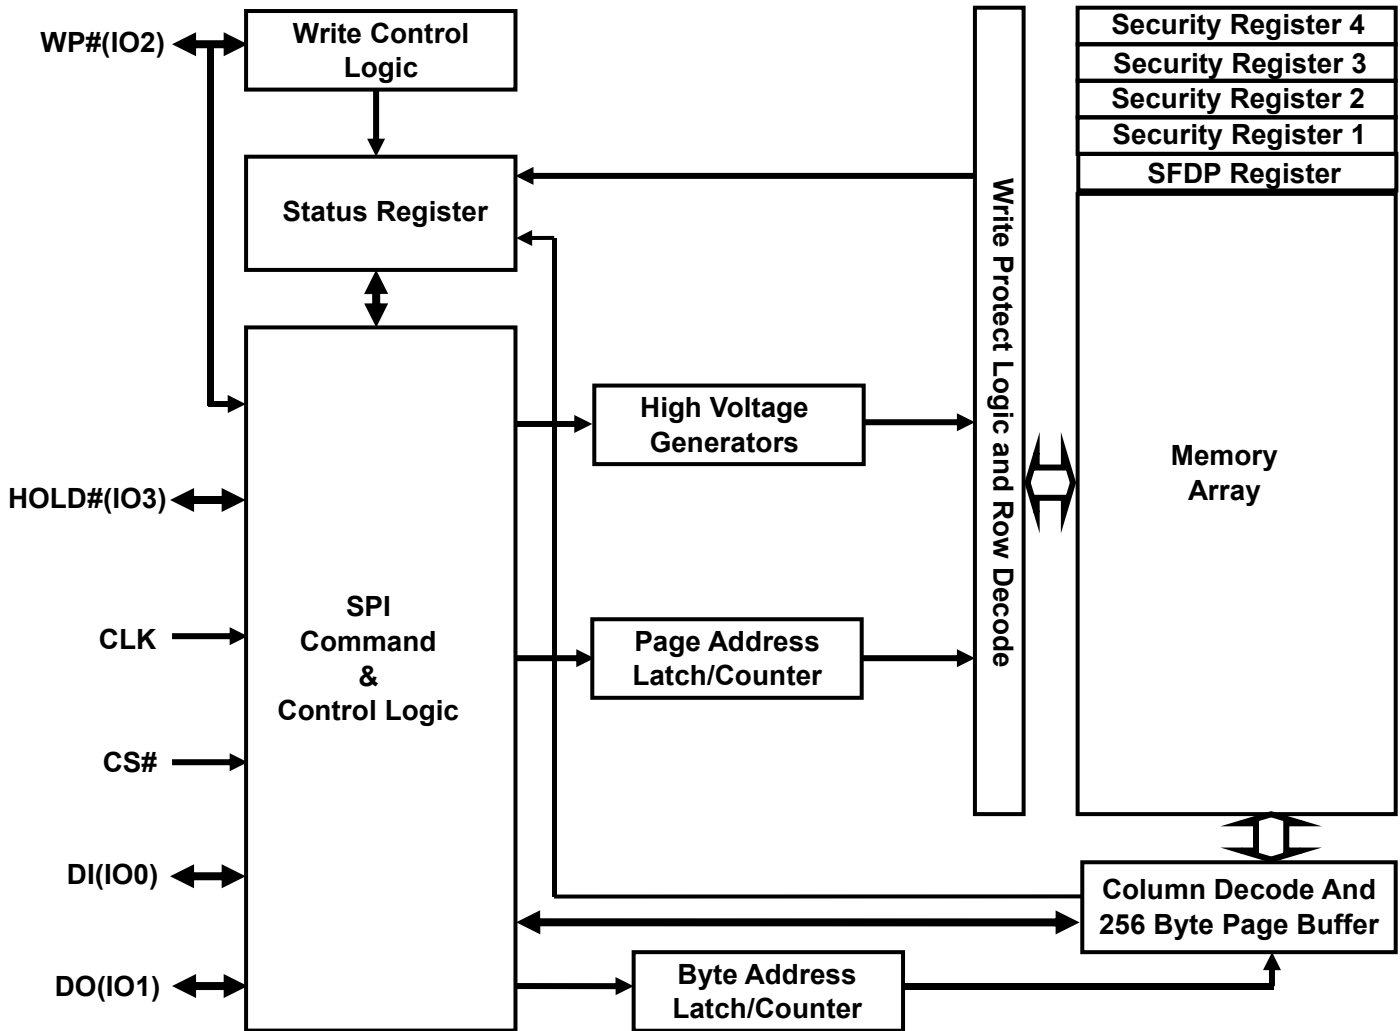 WP#(IO2)
Write Control
Logic
Status Register
HOLD#(IO3)
CLK
CS#
DI(IO0)
DO(IO1)
SPI
Command
&
Control Logic
High Voltage
Generators
Page Address
Latch/Counter
Byte Address
Latch/Counter
Write Protect Logic and Row Decode
Security Register 4
Security Register 3
Security Register 2
Security Register 1
SFDP Register
Memory
Array
Column Decode And
256 Byte Page Buffer